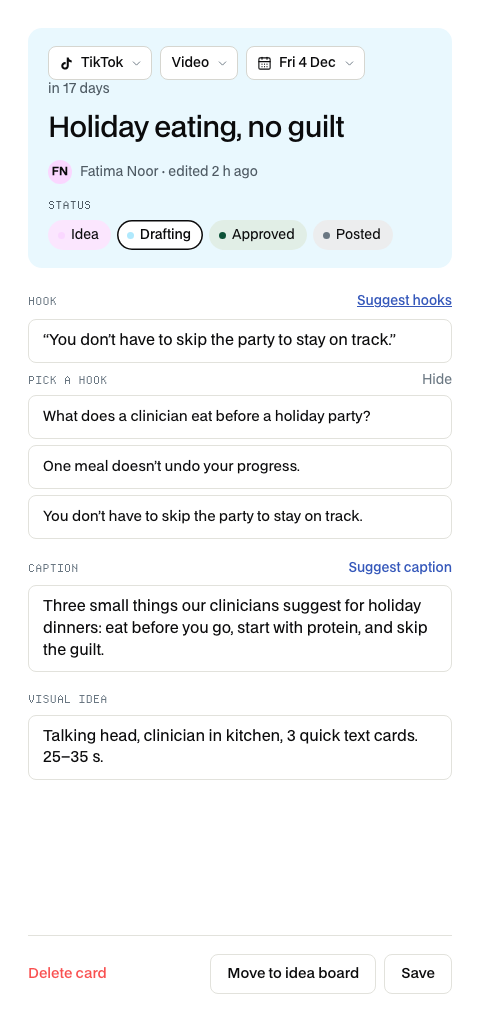 TikTok Video Fri 4 Dec
in 17 days
Holiday eating, no guilt
FN Fatima Noor · edited 2 h ago
STATUS
Idea Drafting Approved Posted
HOOK Suggest hooks
“You don’t have to skip the party to stay on track.”
PICK A HOOK Hide
What does a clinician eat before a holiday party?
One meal doesn’t undo your progress.
You don’t have to skip the party to stay on track.
CAPTION Suggest caption
Three small things our clinicians suggest for holiday
dinners: eat before you go, start with protein, and skip
the guilt.
VISUAL IDEA
Talking head, clinician in kitchen, 3 quick text cards.
25–35 s.
Delete card Move to idea board Save